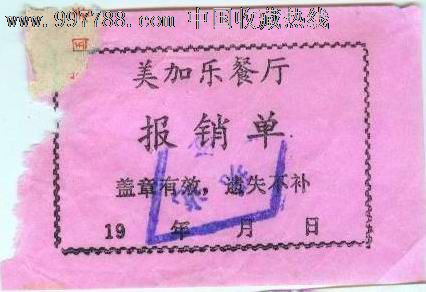 www.997788.com 中国收藏热线
美加乐餐厅
报销单
盖章有效，遗失不补
19 年 月 日